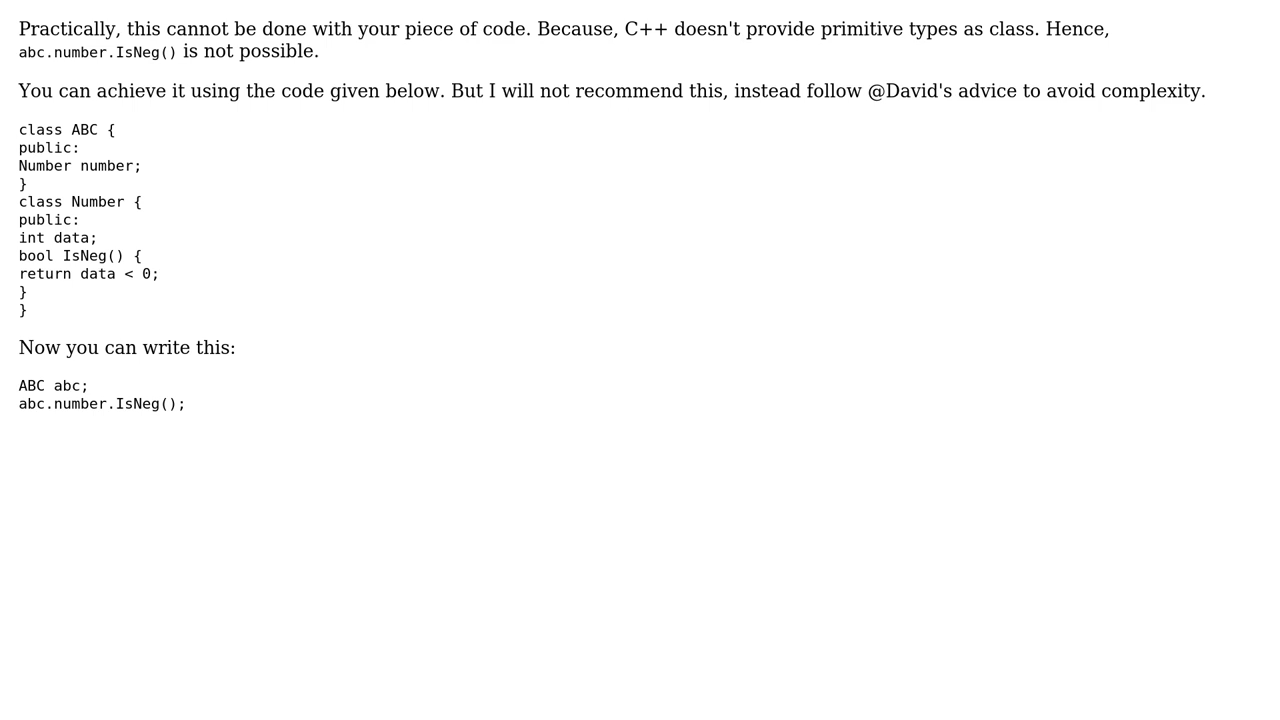 Practically, this cannot be done with your piece of code. Because, C++ doesn't provide primitive types as class. Hence,
abc.number.IsNeg() is not possible.
You can achieve it using the code given below. But I will not recommend this, instead follow @David's advice to avoid complexity.
class ABC {
public:
Number number;
}
class Number {
public:
int data;
bool IsNeg() {
return data < 0;
}
}
Now you can write this:
ABC abc;
abc.number.IsNeg();